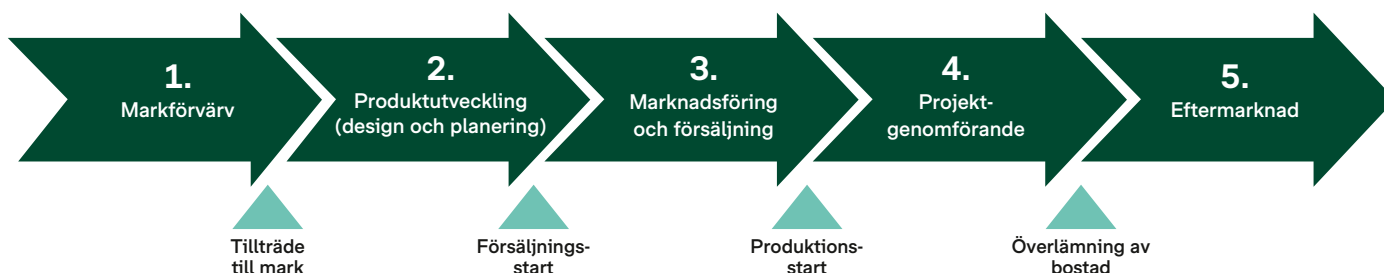 1.
Markförvärv
2.
Produktutveckling
(design och planering)
3.
Marknadsföring
och försäljning
4.
Projekt-
genomförande
5.
Eftermarknad
Tillträde
till mark
Försäljnings-
start
Produktions-
start
Överlämning av
bostad